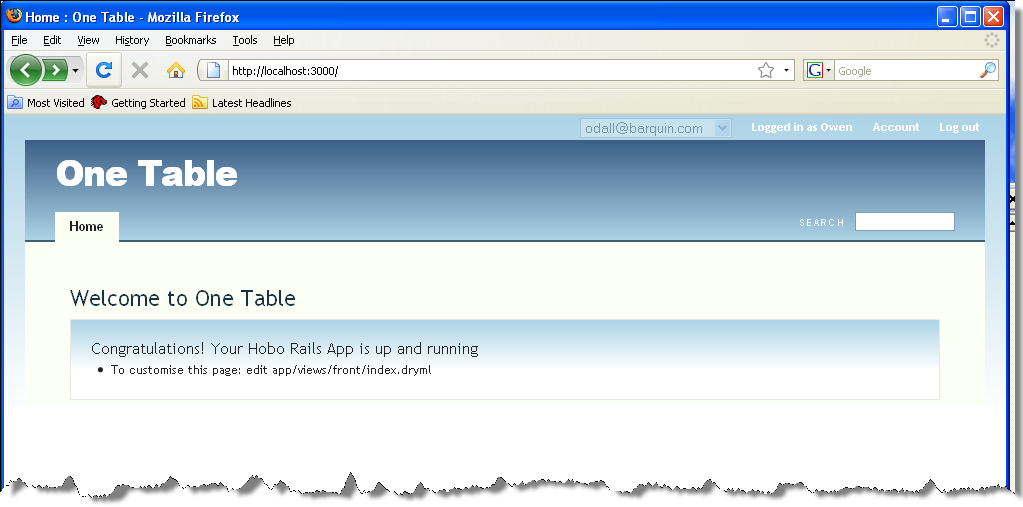 Home : One Table - Mozilla Firefox
File Edit View History Bookmarks Tools Help
http://localhost:3000/ G Google
Most Visited Getting Started Latest Headlines
odall@barquin.com Logged in as Owen Account Log out
One Table
Home SEARCH
Welcome to One Table
Congratulations! Your Hobo Rails App is up and running
• To customise this page: edit app/views/front/index.dryml